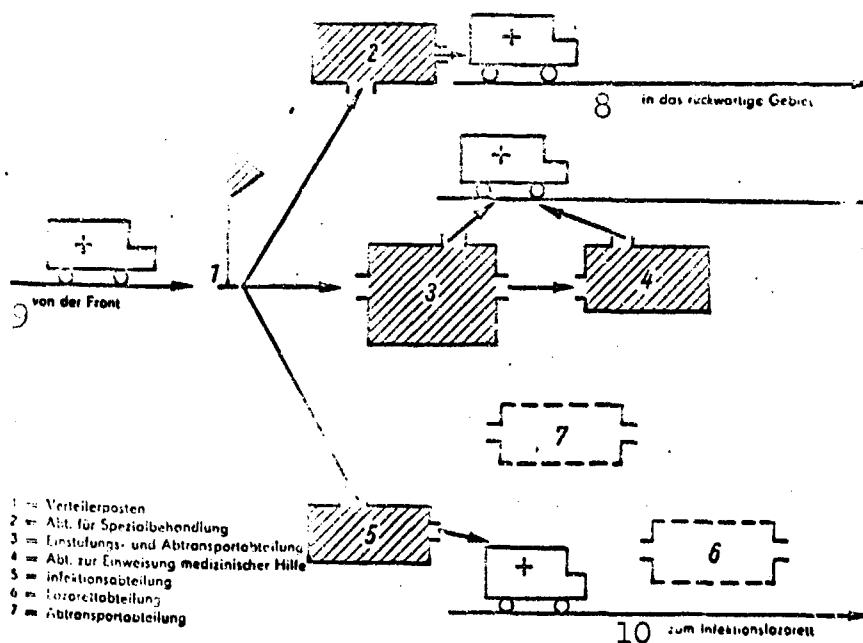 2
8
in das rückwärtige Gebiet
1
3
4
9
von der Front
7
1 = Verteilerposten
2 = Abt. für Spezialbehandlung
3 = Einstufungs- und Abtransportabteilung
4 = Abt. zur Einweisung medizinischer Hilfe
5 = Infektionsabteilung
6 = Lazarettabteilung
7 = Abtransportabteilung
5
6
10
zum Infektionslazarett